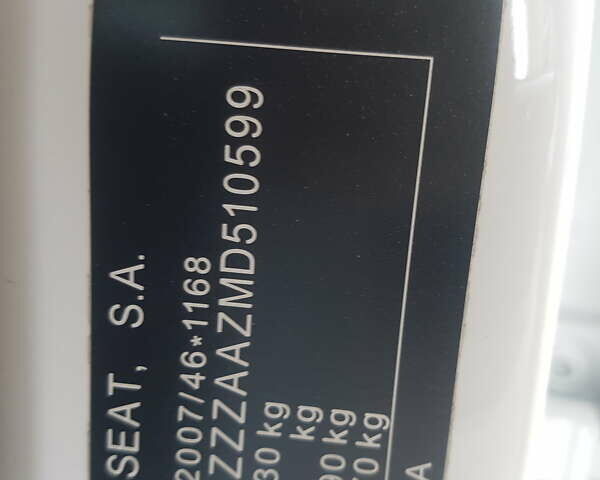 SEAT, S.A.
2007/46*1168
ZZZAAZMD510599
30 kg
kg
90 kg
70 kg
A